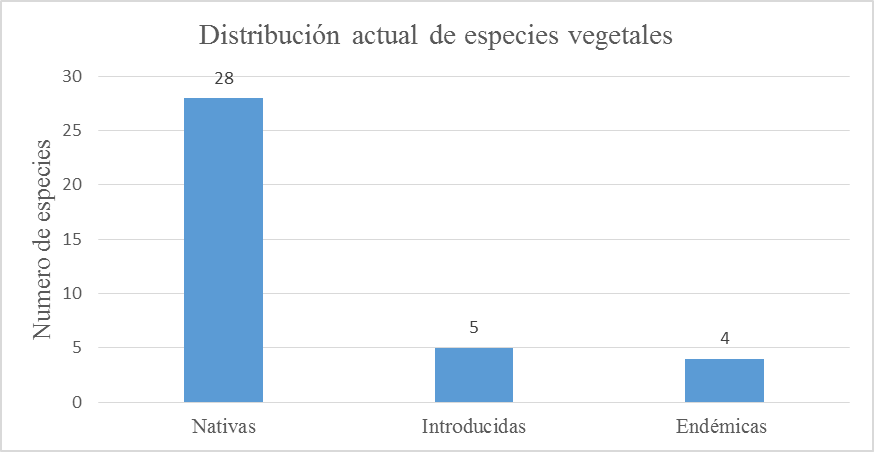 Distribución actual de especies vegetales
Numero de especies
30
25
20
15
10
5
0
28
5
4
Nativas
Introducidas
Endémicas